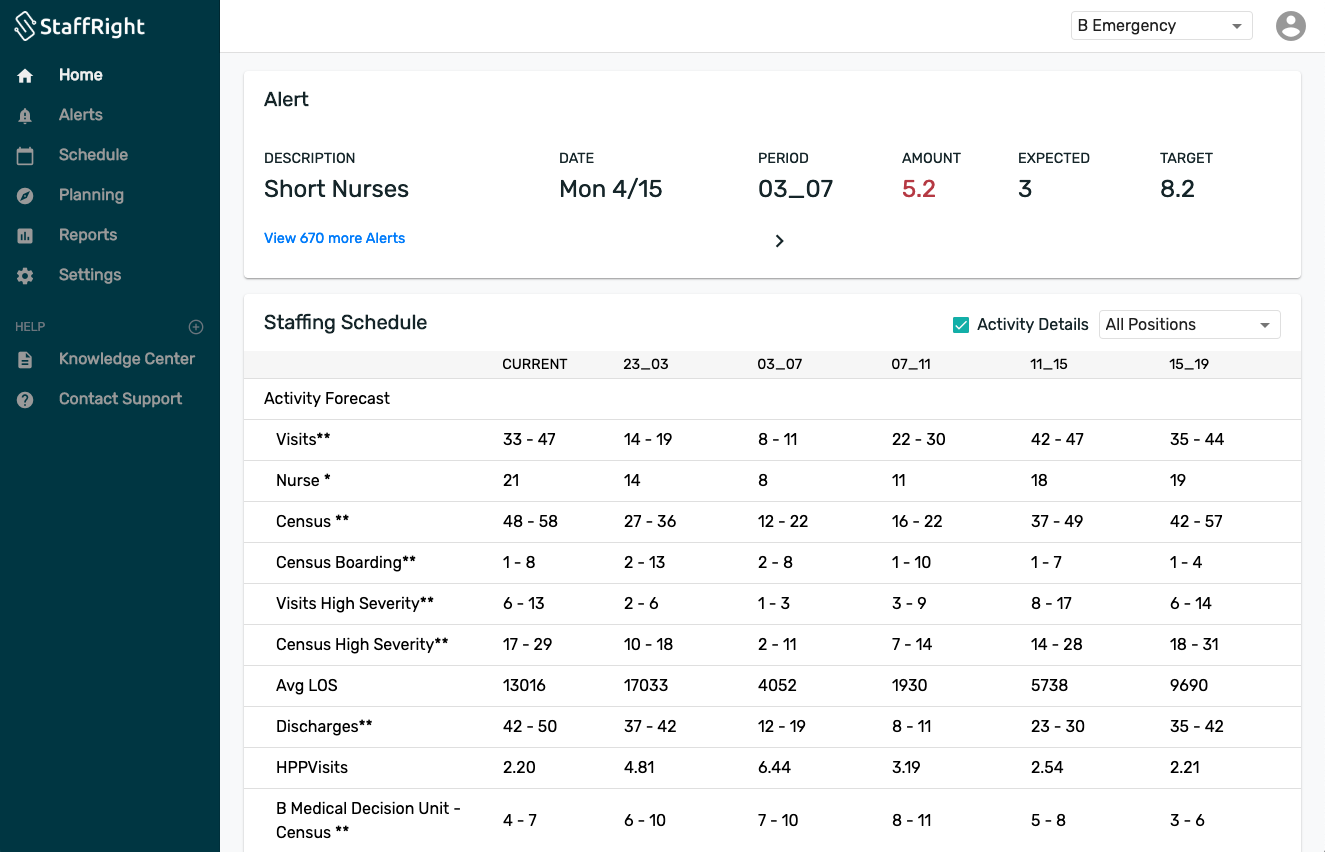 StaffRight
B Emergency
Home
Alerts
Schedule
Planning
Reports
Settings
HELP
Knowledge Center
Contact Support
Alert
DESCRIPTION DATE PERIOD AMOUNT EXPECTED TARGET
Short Nurses Mon 4/15 03_07 5.2 3 8.2
View 670 more Alerts
Staffing Schedule Activity Details All Positions
CURRENT 23_03 03_07 07_11 11_15 15_19
Activity Forecast
Visits** 33 - 47 14 - 19 8 - 11 22 - 30 42 - 47 35 - 44
Nurse * 21 14 8 11 18 19
Census ** 48 - 58 27 - 36 12 - 22 16 - 22 37 - 49 42 - 57
Census Boarding** 1 - 8 2 - 13 2 - 8 1 - 10 1 - 7 1 - 4
Visits High Severity** 6 - 13 2 - 6 1 - 3 3 - 9 8 - 17 6 - 14
Census High Severity** 17 - 29 10 - 18 2 - 11 7 - 14 14 - 28 18 - 31
Avg LOS 13016 17033 4052 1930 5738 9690
Discharges** 42 - 50 37 - 42 12 - 19 8 - 11 23 - 30 35 - 42
HPPVisits 2.20 4.81 6.44 3.19 2.54 2.21
B Medical Decision Unit -
Census ** 4 - 7 6 - 10 7 - 10 8 - 11 5 - 8 3 - 6